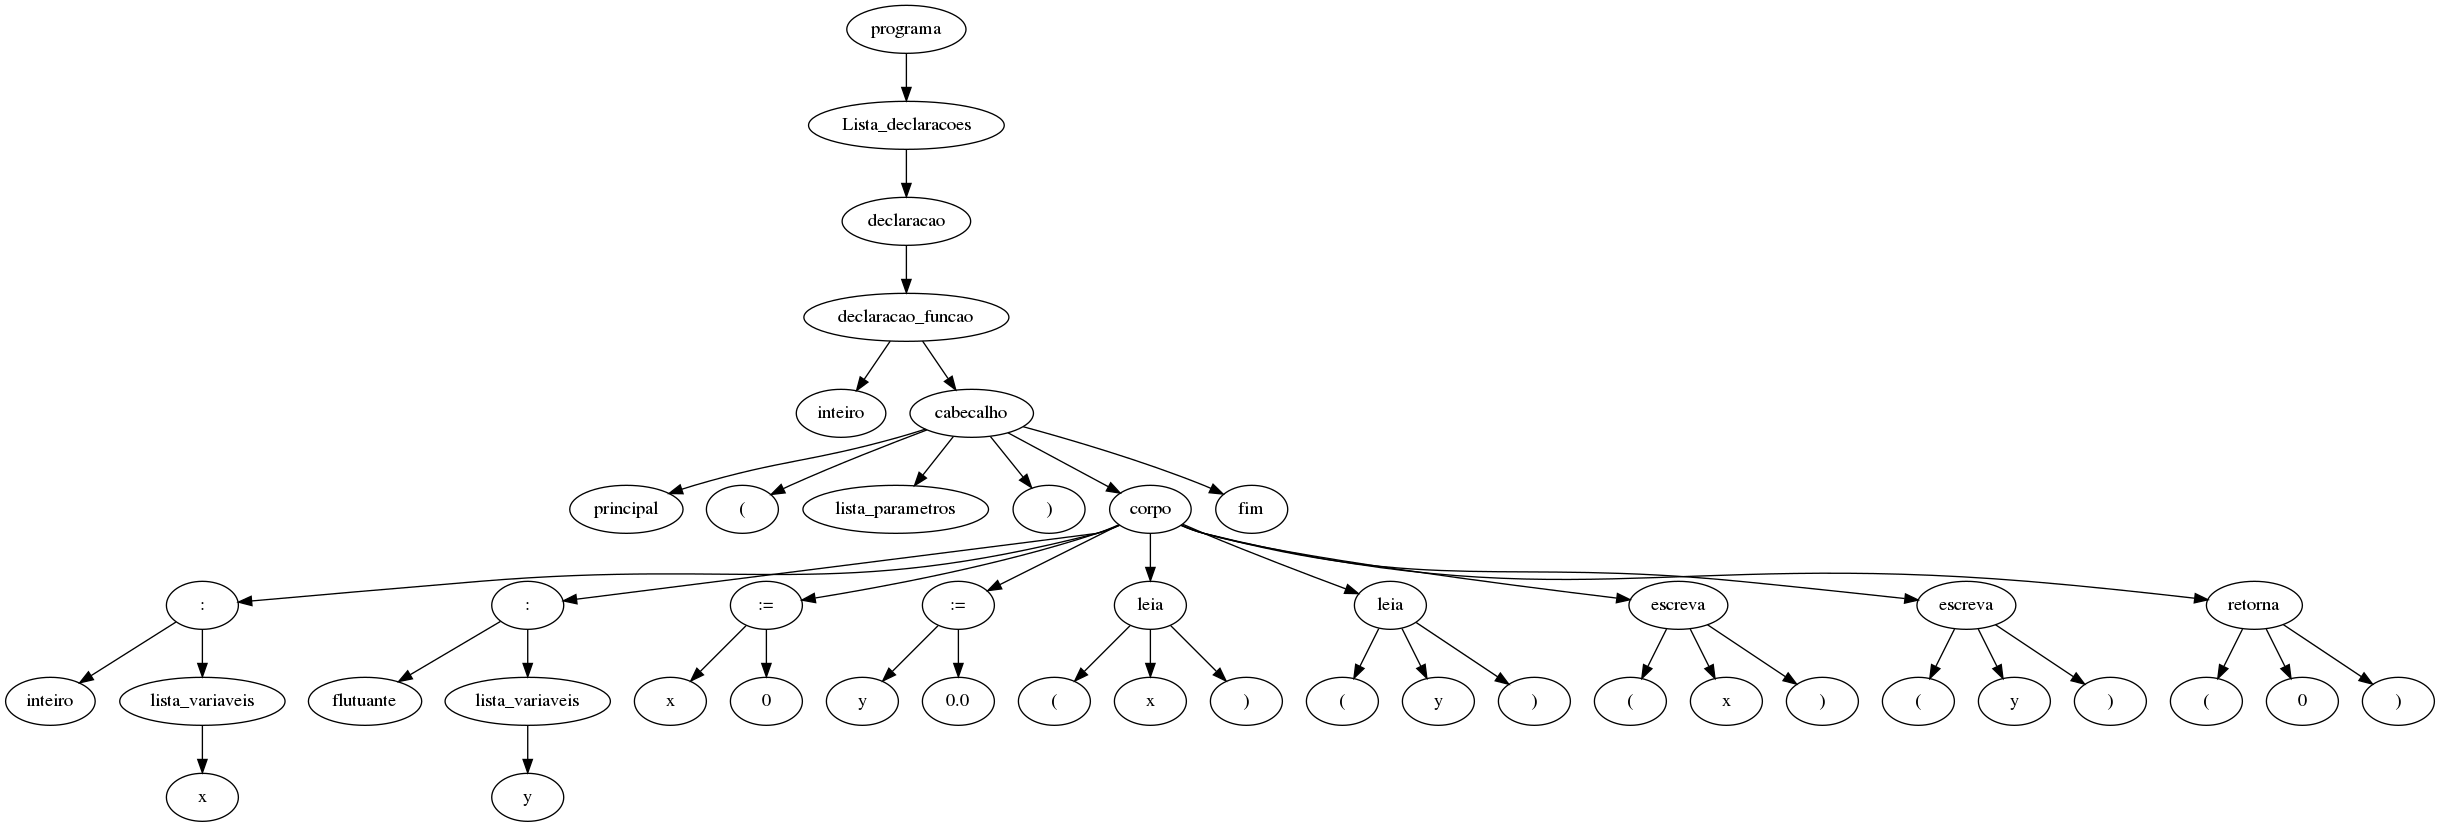 programa
Lista_declaracoes
declaracao
declaracao_funcao
inteiro cabecalho
principal ( lista_parametros ) corpo fim
: : := := leia leia escreva escreva retorna
inteiro lista_variaveis flutuante lista_variaveis x 0 y 0.0 ( x ) ( y ) ( x ) ( y ) ( 0 )
x y